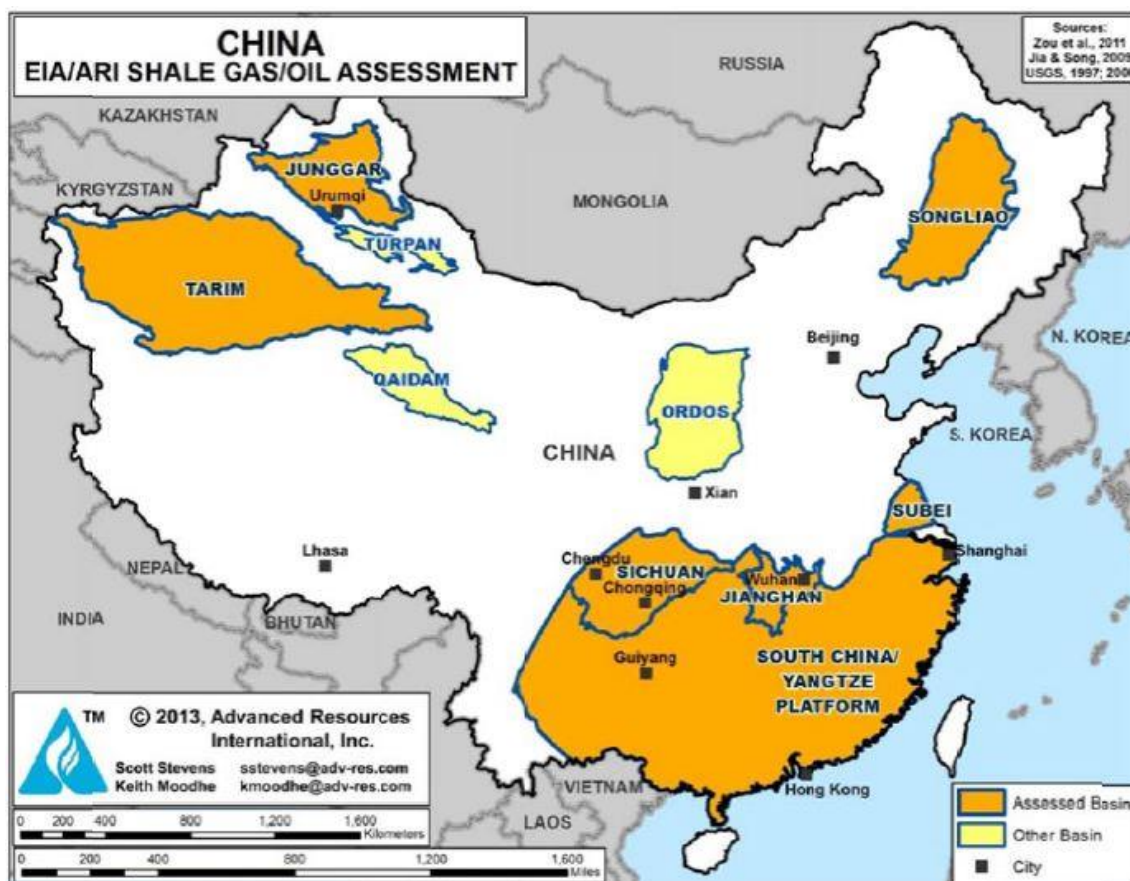 CHINA
EIA/ARI SHALE GAS/OIL ASSESSMENT
Sources:
Zou et al., 2011
Jia & Song, 2009
USGS, 1997;
RUSSIA
KAZAKHSTAN
KYRGYZSTAN
MONGOLIA
JUNGGAR
Urumqi
TURPAN
SONGLIAO
TARIM
Beijing
N. KOREA
QAIDAM
ORDOS
S. KOREA
CHINA
Xian
SUBEI
Shanghai
Lhasa
NEPAL
Chengdu
SICHUAN
Chongqing
Wuhan
JIANGHAN
INDIA
BHUTAN
Guiyang
SOUTH CHINA/
YANGTZE
PLATFORM
VIETNAM
LAOS
Hong Kong
TM
© 2013, Advanced Resources
International, Inc.
Scott Stevens sstevens@adv-res.com
Keith Moodhe kmoodhe@adv-res.com
0 200 400 800 1,200 1,600
Kilometers
0 200 400 800 1,200 1,600
Miles
Assessed Basin
Other Basin
City